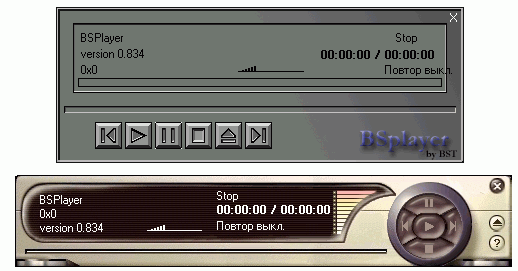 BSPlayer
Stop
version 0.834
00:00:00 / 00:00:00
0x0
Повтор выкл.
BSplayer
by BST
BSPlayer
Stop
0x0
00:00:00 / 00:00:00
version 0.834
Повтор выкл.
?